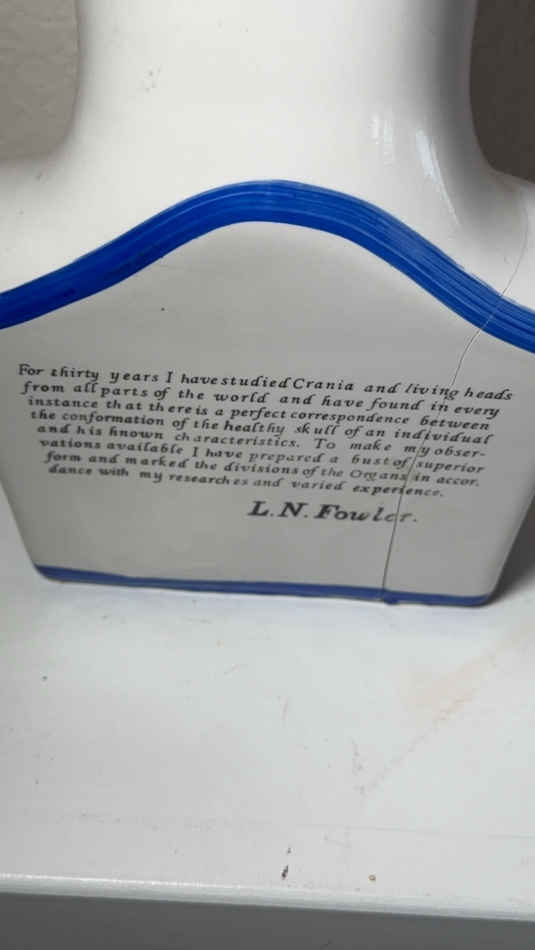 For thirty years I have studied Crania and living heads
from all parts of the world and have found in every
instance that there is a perfect correspondence between
the conformation of the healthy skull of an individual
and his known characteristics. To make my obser-
vations available I have prepared a bust of superior
form and marked the divisions of the Organs in accor.
dance with my researches and varied experience.
L.N. Fowler.